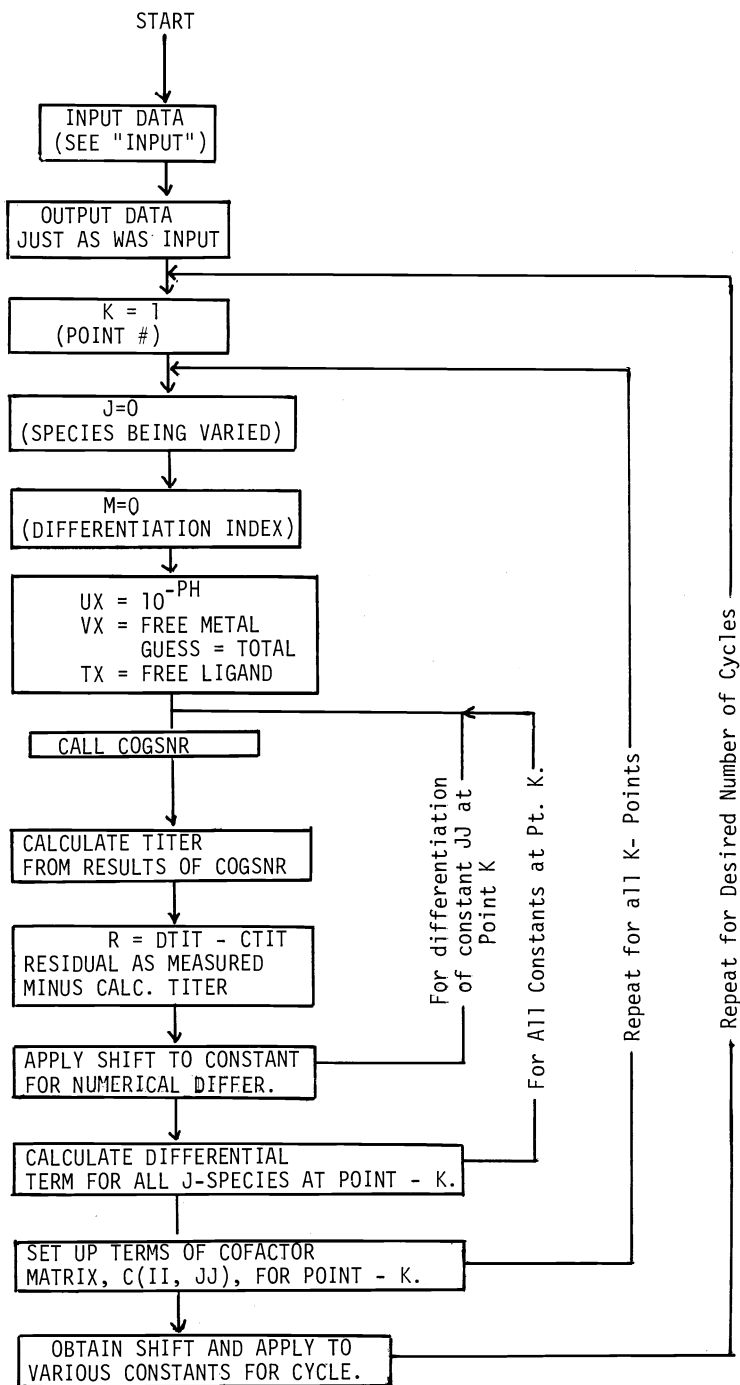 START
INPUT DATA
(SEE "INPUT")
OUTPUT DATA
JUST AS WAS INPUT
K = 1
(POINT #)
J=0
(SPECIES BEING VARIED)
M=0
(DIFFERENTIATION INDEX)
UX = 10^-PH
VX = FREE METAL
GUESS = TOTAL
TX = FREE LIGAND
CALL COGSNR
CALCULATE TITER
FROM RESULTS OF COGSNR
R = DTIT - CTIT
RESIDUAL AS MEASURED
MINUS CALC. TITER
APPLY SHIFT TO CONSTANT
FOR NUMERICAL DIFFER.
CALCULATE DIFFERENTIAL
TERM FOR ALL J-SPECIES AT POINT - K.
SET UP TERMS OF COFACTOR
MATRIX, C(II, JJ), FOR POINT - K.
OBTAIN SHIFT AND APPLY TO
VARIOUS CONSTANTS FOR CYCLE.
For differentiation
of constant JJ at
Point K
For All Constants at Pt. K.
Repeat for all K- Points
Repeat for Desired Number of Cycles